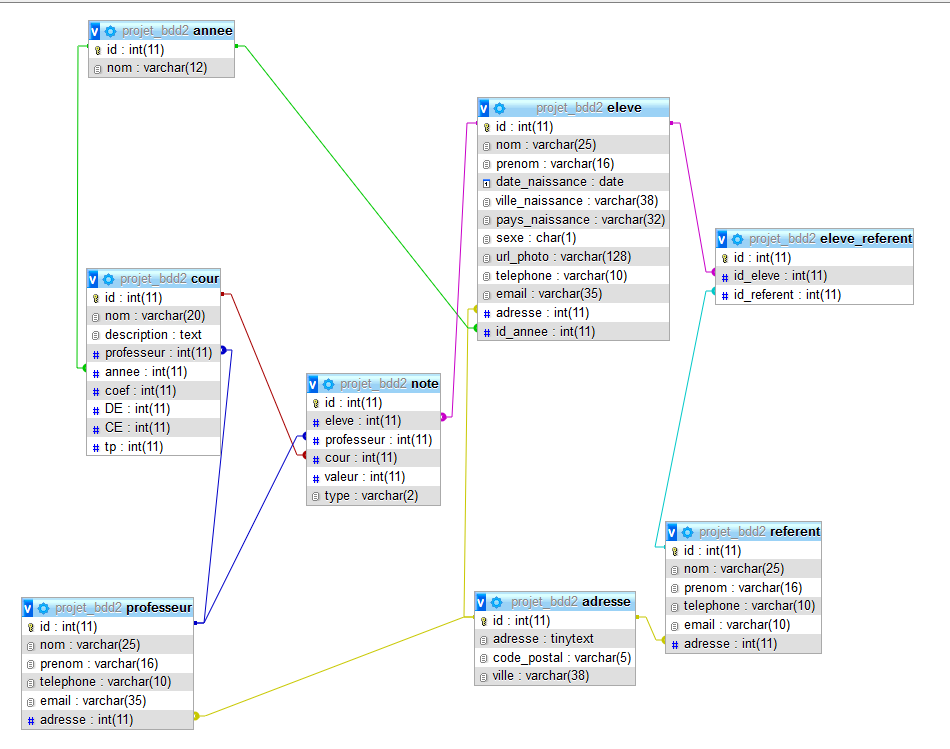 projet_bdd2 annee
id : int(11)
nom : varchar(12)
projet_bdd2 eleve
id : int(11)
nom : varchar(25)
prenom : varchar(16)
date_naissance : date
ville_naissance : varchar(38)
pays_naissance : varchar(32)
sexe : char(1)
url_photo : varchar(128)
telephone : varchar(10)
email : varchar(35)
adresse : int(11)
id_annee : int(11)
projet_bdd2 eleve_referent
id : int(11)
id_eleve : int(11)
id_referent : int(11)
projet_bdd2 cour
id : int(11)
nom : varchar(20)
description : text
professeur : int(11)
annee : int(11)
coef : int(11)
DE : int(11)
CE : int(11)
tp : int(11)
projet_bdd2 note
id : int(11)
eleve : int(11)
professeur : int(11)
cour : int(11)
valeur : int(11)
type : varchar(2)
projet_bdd2 referent
id : int(11)
nom : varchar(25)
prenom : varchar(16)
telephone : varchar(10)
email : varchar(10)
adresse : int(11)
projet_bdd2 professeur
id : int(11)
nom : varchar(25)
prenom : varchar(16)
telephone : varchar(10)
email : varchar(35)
adresse : int(11)
projet_bdd2 adresse
id : int(11)
adresse : tinytext
code_postal : varchar(5)
ville : varchar(38)